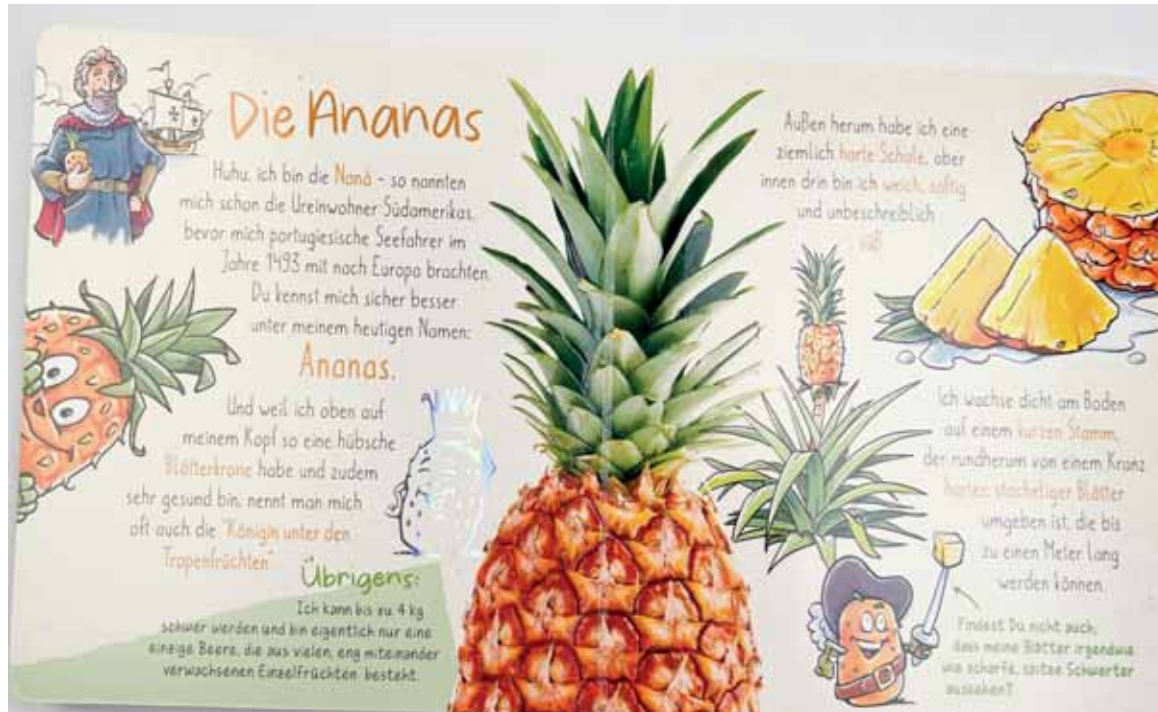 Die Ananas
Huhu, ich bin die Naná - so nannten
mich schon die Ureinwohner Südamerikas,
bevor mich portugiesische Seefahrer im
Jahre 1493 mit nach Europa brachten.
Du kennst mich sicher besser
unter meinem heutigen Namen:
Ananas.
Und weil ich oben auf
meinem Kopf so eine hübsche
Blätterkrone habe und zudem
sehr gesund bin, nennt man mich
oft auch die "Königin unter den
Tropenfrüchten"
Übrigens:
Ich kann bis zu 4 kg
schwer werden und bin eigentlich nur eine
einzige Beere, die aus vielen, eng miteinander
verwachsenen Einzelfrüchten besteht.
Außen herum habe ich eine
ziemlich harte Schale, aber
innen drin bin ich weich, saftig
und unbeschreiblich
süß
Ich wachse dicht am Boden
auf einem kurzen Stamm,
der rundherum von einem Kranz
harter, stacheliger Blätter
umgeben ist, die bis
zu einen Meter lang
werden können.
Findest Du nicht auch,
dass meine Blätter irgendwie
wie scharfe, spitze Schwerter
aussehen?